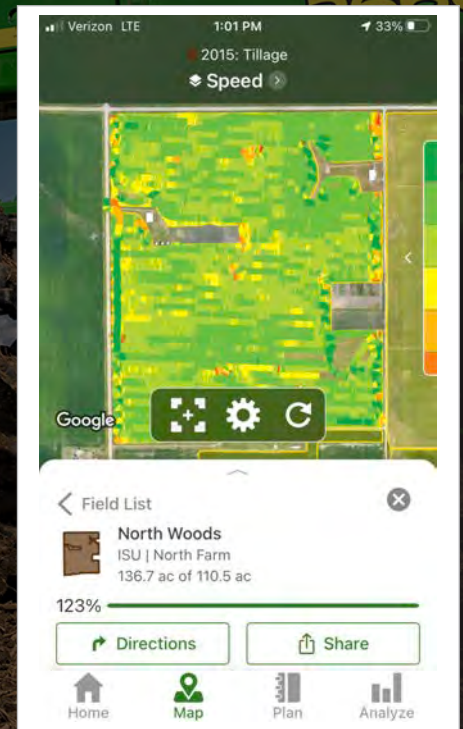 Verizon LTE 1:01 PM 33%
2015: Tillage
Speed
Google
Field List
North Woods
ISU | North Farm
136.7 ac of 110.5 ac
123%
Directions Share
Home Map Plan Analyze